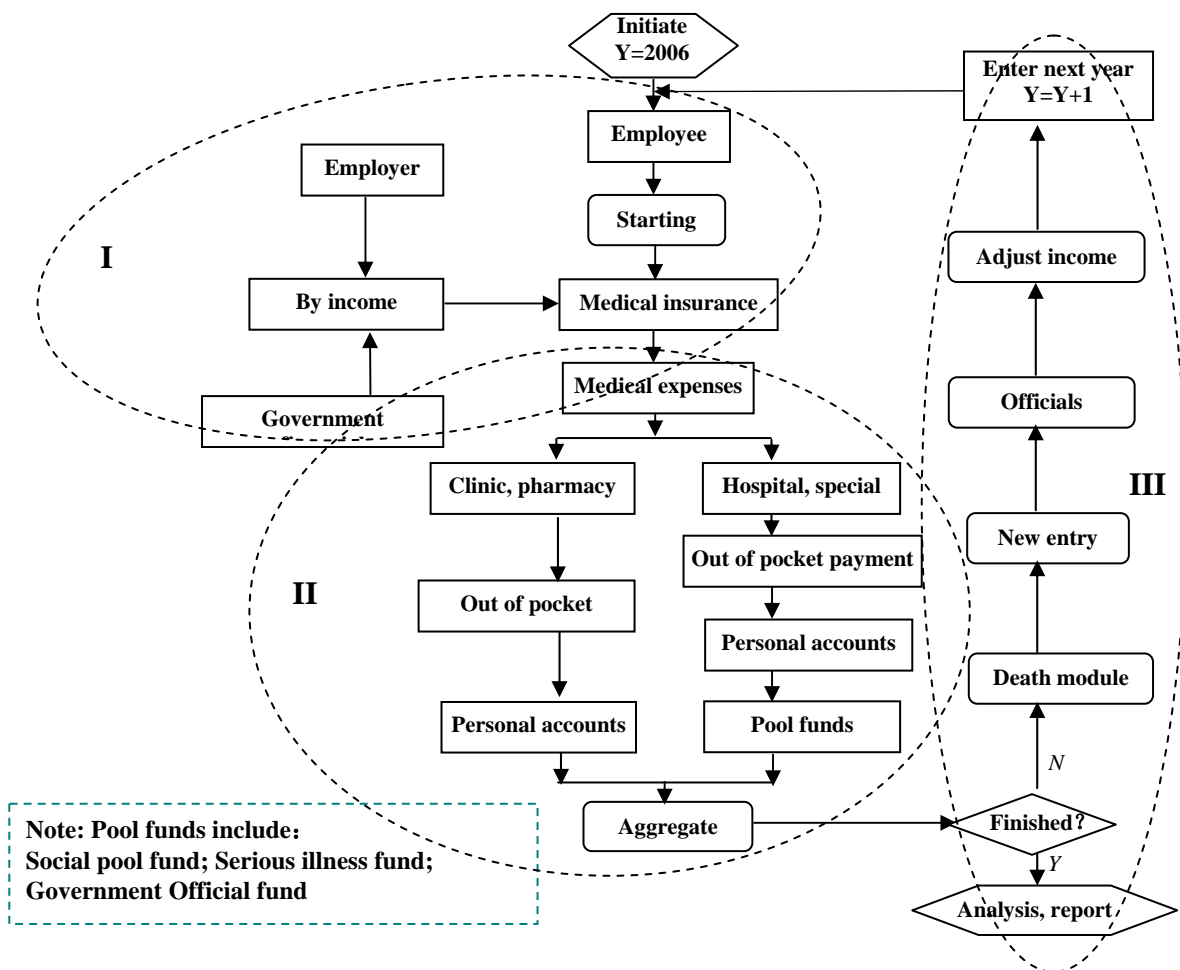 Initiate
Y=2006
Enter next year
Y=Y+1
Employee
Employer
Starting
I
Adjust income
By income
Medical insurance
Medical expenses
Officials
Government
Clinic, pharmacy
Hospital, special
III
New entry
Out of pocket payment
II
Out of pocket
Personal accounts
Death module
Personal accounts
Pool funds
N
Aggregate
Finished？
Note: Pool funds include：
Social pool fund; Serious illness fund;
Government Official fund
Y
Analysis, report